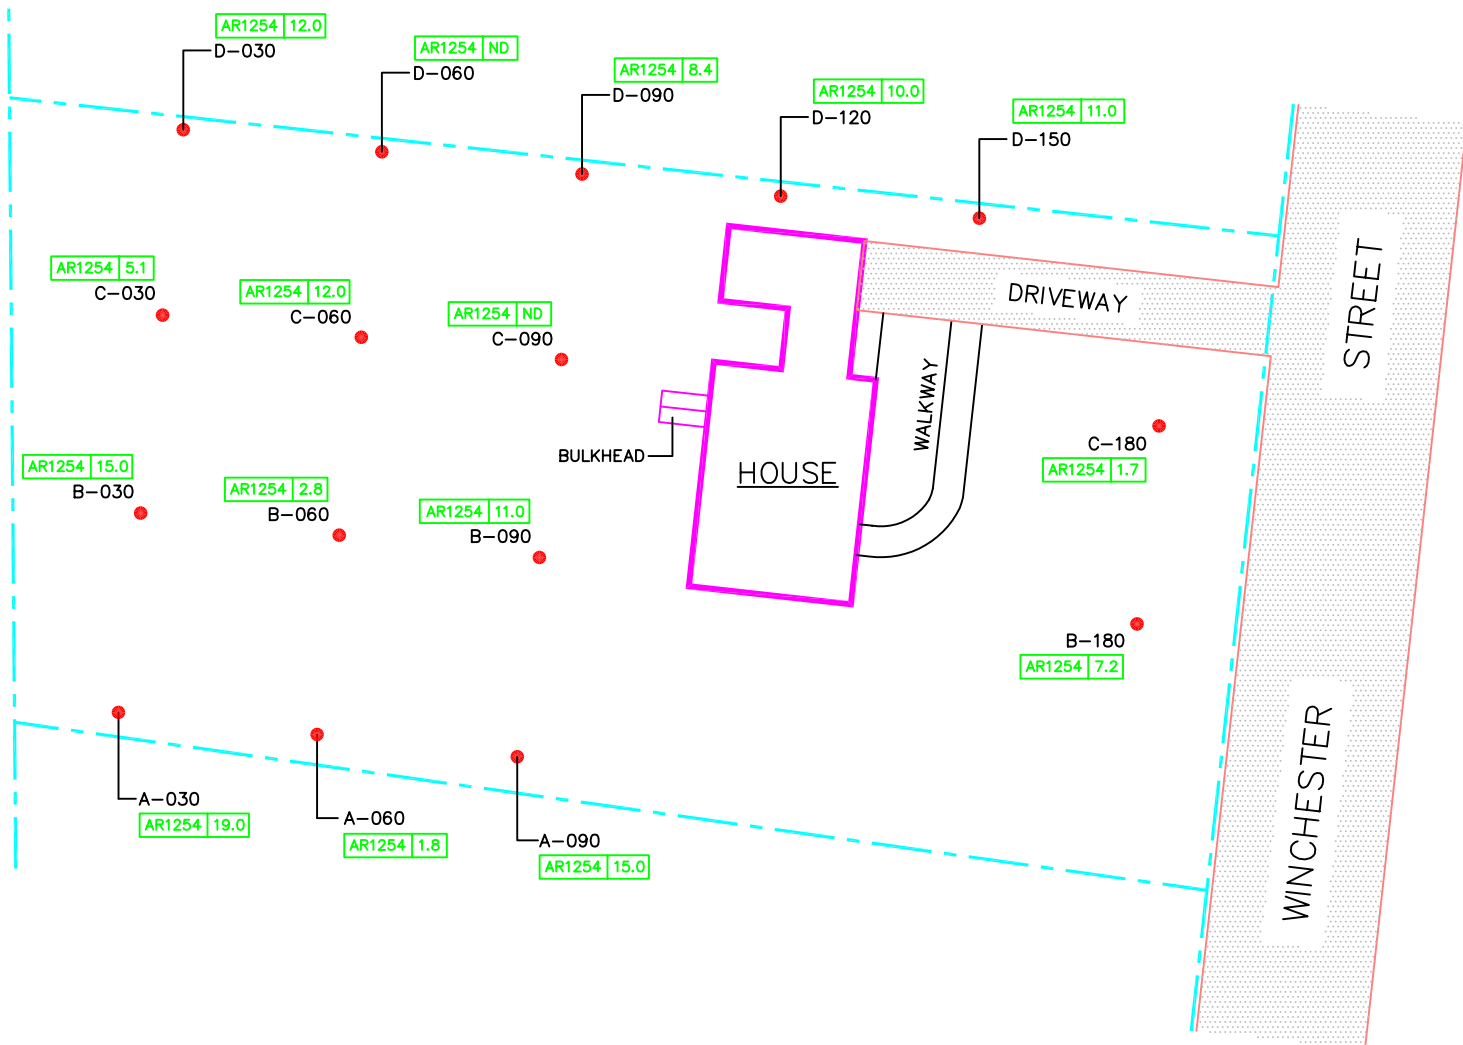 AR1254 12.0
D-030
AR1254 ND
D-060
AR1254 8.4
D-090
AR1254 10.0
D-120
AR1254 11.0
D-150
AR1254 5.1
C-030
AR1254 12.0
C-060
AR1254 ND
C-090
DRIVEWAY
STREET
WALKWAY
BULKHEAD
HOUSE
C-180
AR1254 1.7
AR1254 15.0
B-030
AR1254 2.8
B-060
AR1254 11.0
B-090
B-180
AR1254 7.2
WINCHESTER
A-030
AR1254 19.0
A-060
AR1254 1.8
A-090
AR1254 15.0